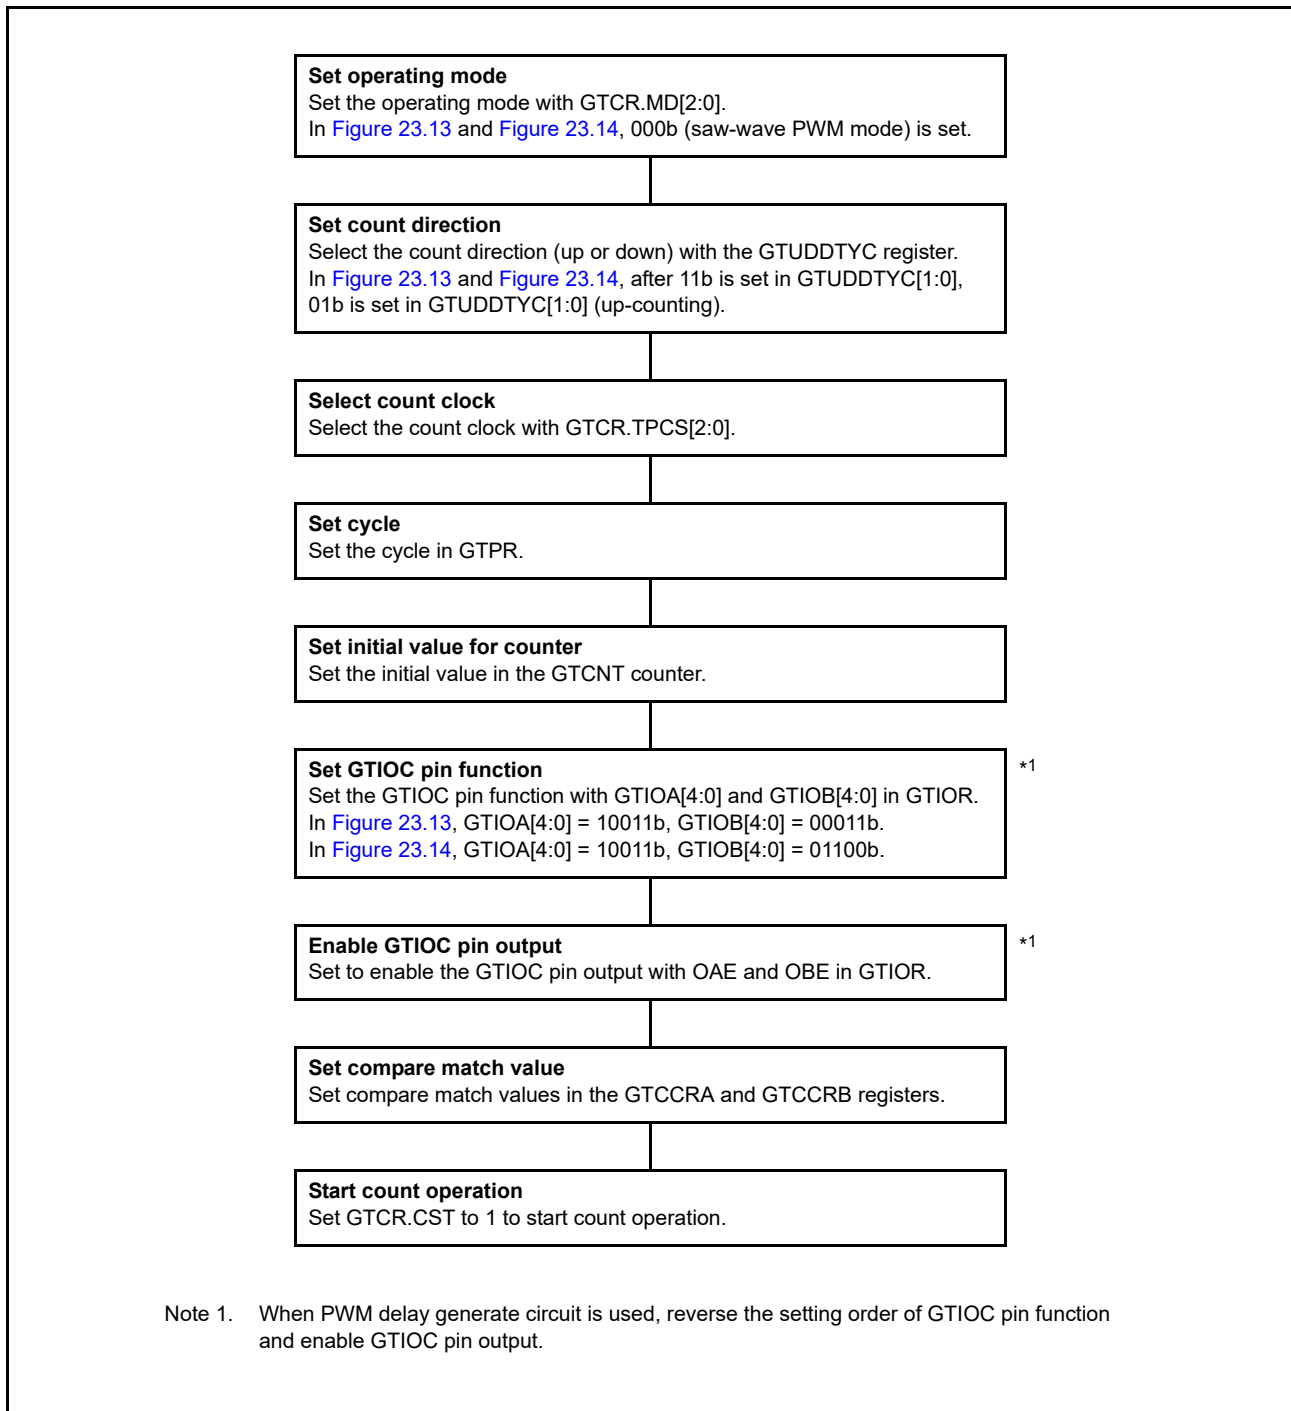 Set operating mode
Set the operating mode with GTCR.MD[2:0].
In Figure 23.13 and Figure 23.14, 000b (saw-wave PWM mode) is set.
Set count direction
Select the count direction (up or down) with the GTUDDTYC register.
In Figure 23.13 and Figure 23.14, after 11b is set in GTUDDTYC[1:0],
01b is set in GTUDDTYC[1:0] (up-counting).
Select count clock
Select the count clock with GTCR.TPCS[2:0].
Set cycle
Set the cycle in GTPR.
Set initial value for counter
Set the initial value in the GTCNT counter.
Set GTIOC pin function *1
Set the GTIOC pin function with GTIOA[4:0] and GTIOB[4:0] in GTIOR.
In Figure 23.13, GTIOA[4:0] = 10011b, GTIOB[4:0] = 00011b.
In Figure 23.14, GTIOA[4:0] = 10011b, GTIOB[4:0] = 01100b.
Enable GTIOC pin output *1
Set to enable the GTIOC pin output with OAE and OBE in GTIOR.
Set compare match value
Set compare match values in the GTCCRA and GTCCRB registers.
Start count operation
Set GTCR.CST to 1 to start count operation.
Note 1. When PWM delay generate circuit is used, reverse the setting order of GTIOC pin function
and enable GTIOC pin output.